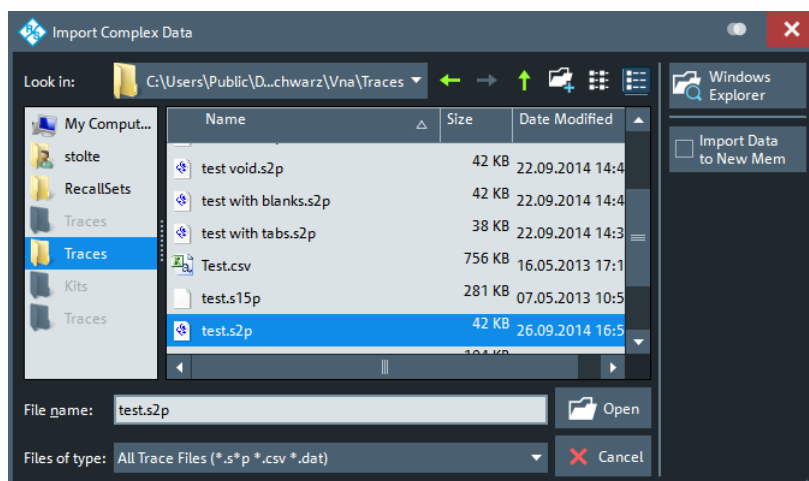 Import Complex Data
Look in:
C:\Users\Public\D...chwarz\Vna\Traces
Windows
Explorer
Import Data
to New Mem
My Comput...
stolte
RecallSets
Traces
Traces
Kits
Traces
Name Size Date Modified
test void.s2p 42 KB 22.09.2014 14:4
test with blanks.s2p 42 KB 22.09.2014 14:4
test with tabs.s2p 38 KB 22.09.2014 14:3
Test.csv 756 KB 16.05.2013 17:1
test.s15p 281 KB 07.05.2013 10:5
test.s2p 42 KB 26.09.2014 16:5
File name: test.s2p Open
Files of type: All Trace Files (*.s*p *.csv *.dat) Cancel